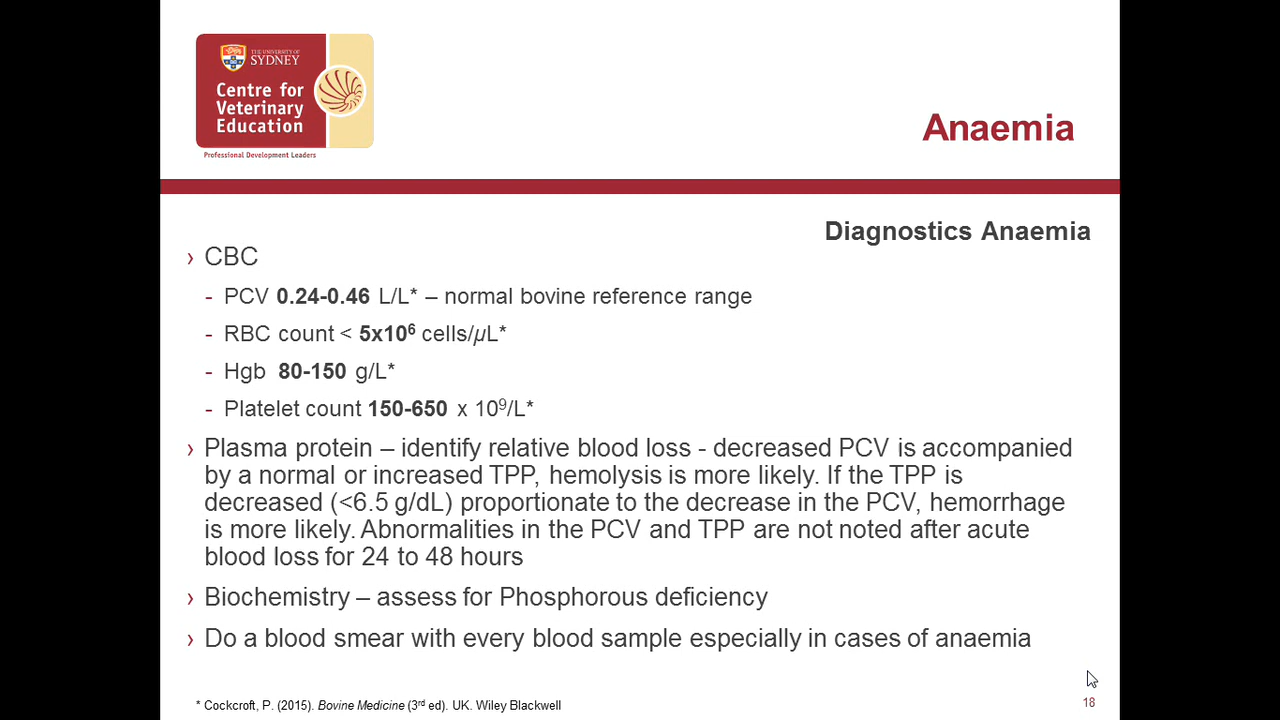 THE UNIVERSITY OF
SYDNEY
Centre for
Veterinary
Education
Professional Development Leaders
Anaemia
Diagnostics Anaemia
› CBC
- PCV 0.24-0.46 L/L* – normal bovine reference range
- RBC count < 5x10⁶ cells/µL*
- Hgb 80-150 g/L*
- Platelet count 150-650 x 10⁹/L*
› Plasma protein – identify relative blood loss - decreased PCV is accompanied
by a normal or increased TPP, hemolysis is more likely. If the TPP is
decreased (<6.5 g/dL) proportionate to the decrease in the PCV, hemorrhage
is more likely. Abnormalities in the PCV and TPP are not noted after acute
blood loss for 24 to 48 hours
› Biochemistry – assess for Phosphorous deficiency
› Do a blood smear with every blood sample especially in cases of anaemia
* Cockcroft, P. (2015). Bovine Medicine (3rd ed). UK. Wiley Blackwell
18